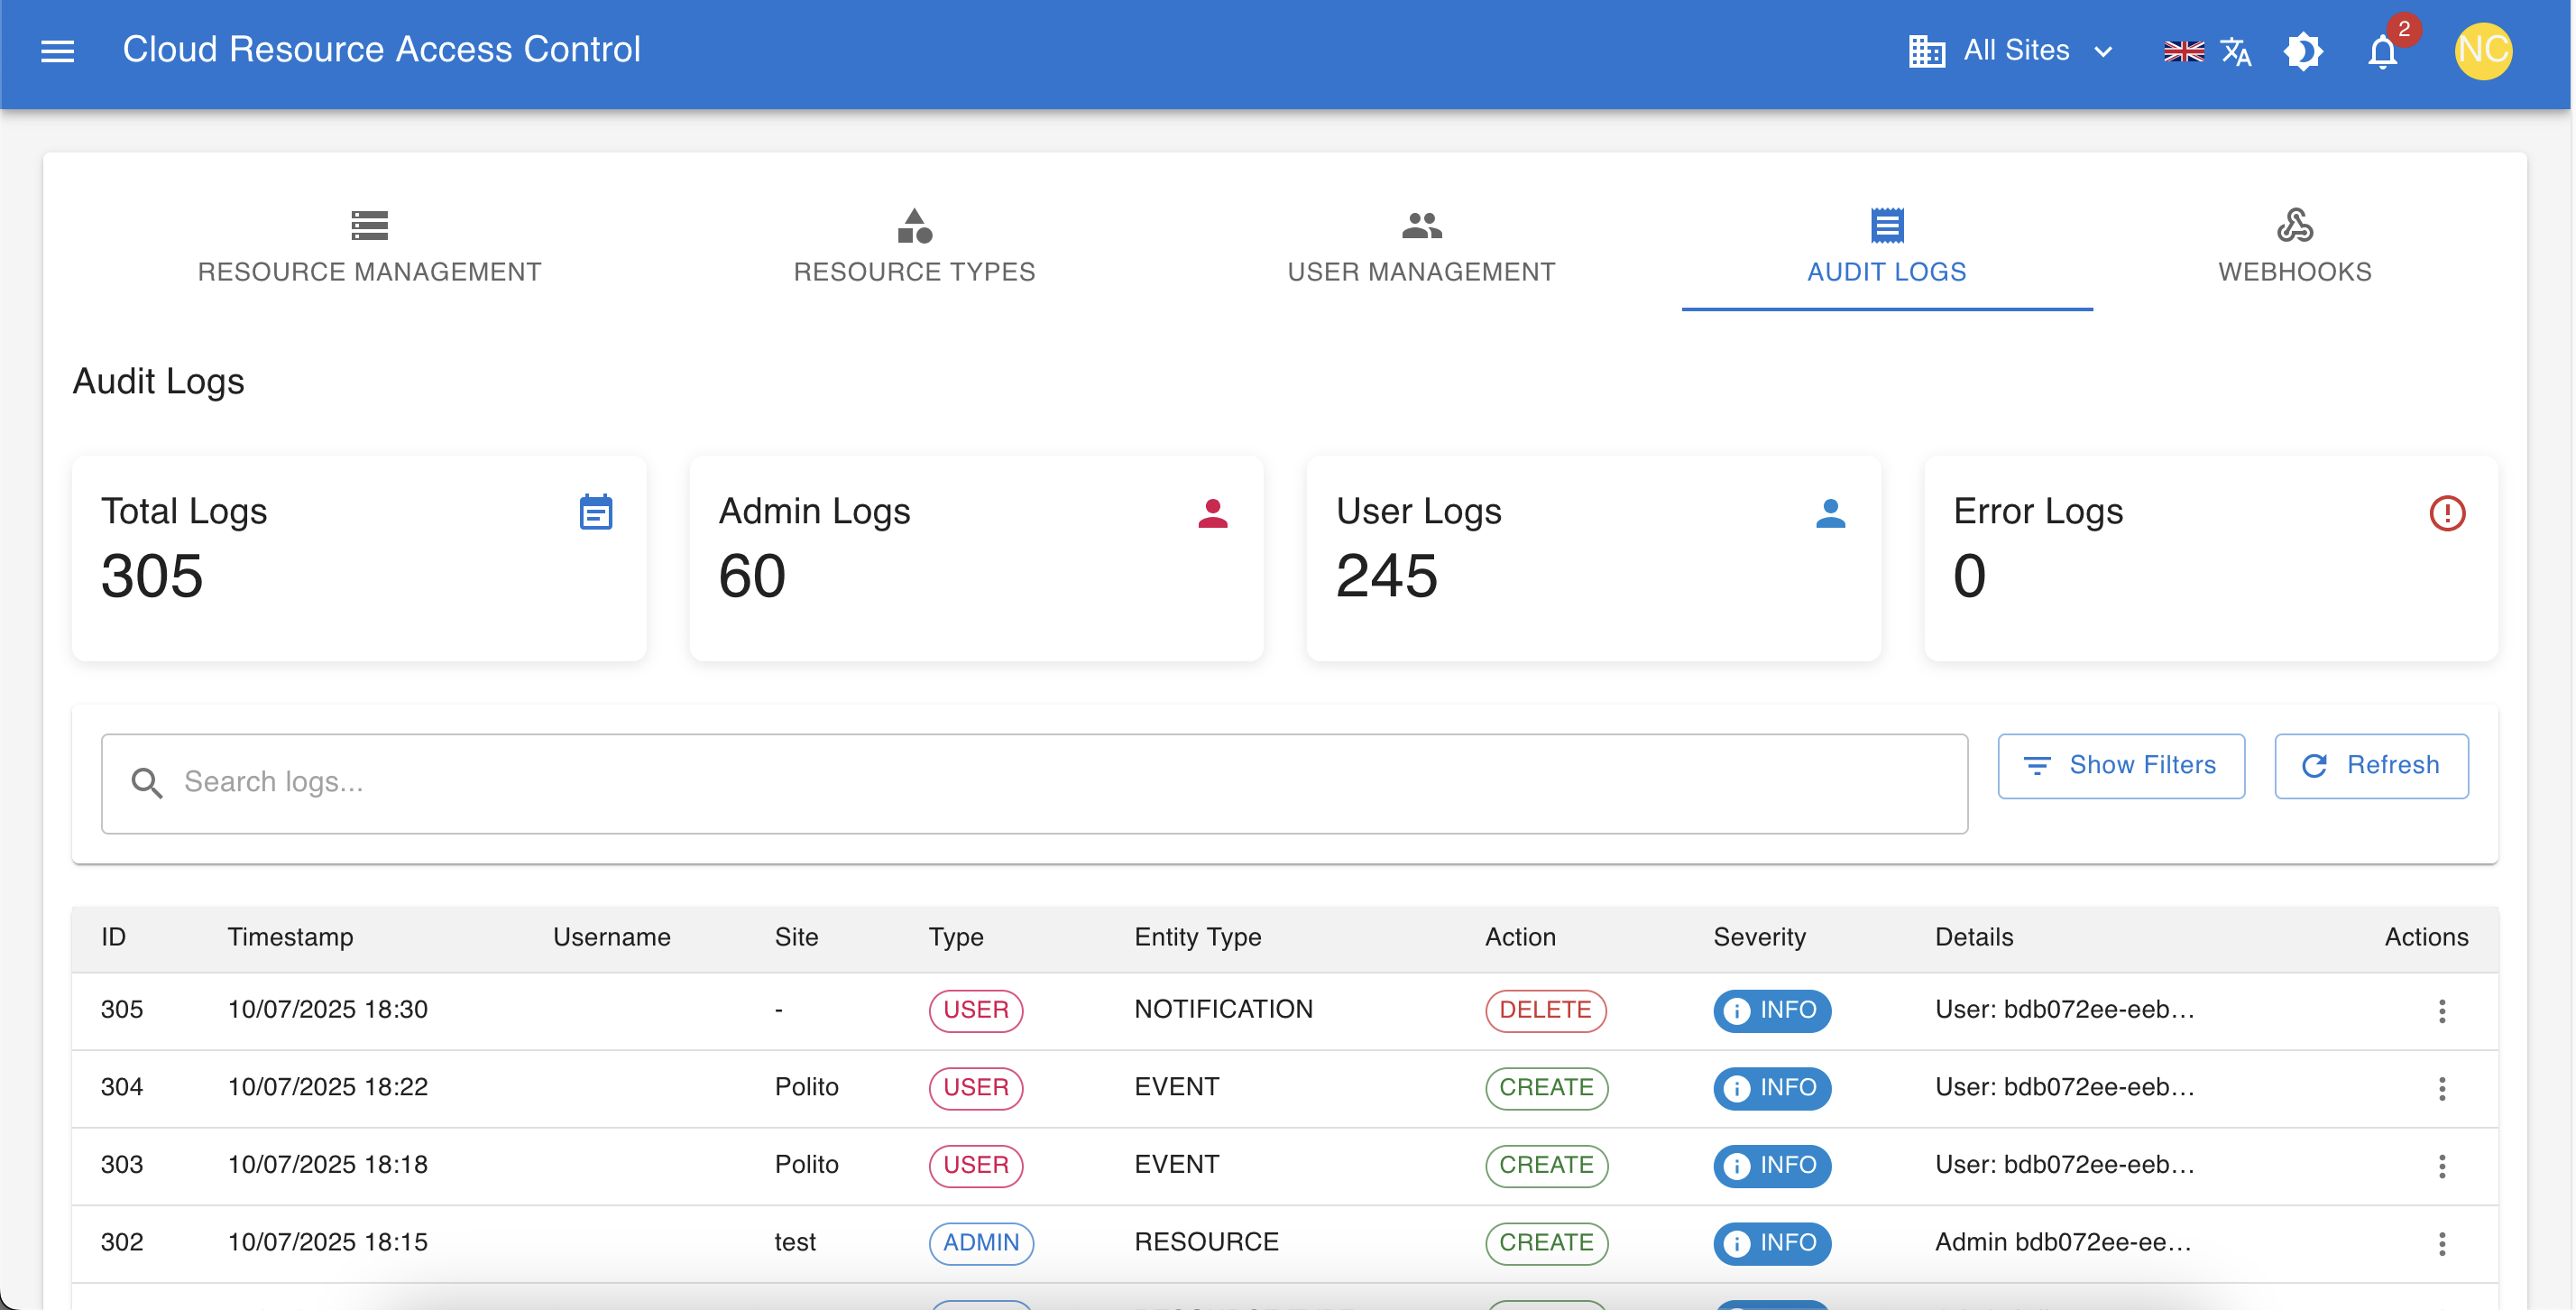 Cloud Resource Access Control
All Sites
2
NC
RESOURCE MANAGEMENT
RESOURCE TYPES
USER MANAGEMENT
AUDIT LOGS
WEBHOOKS
Audit Logs
Total Logs
305
Admin Logs
60
User Logs
245
Error Logs
0
Search logs...
Show Filters
Refresh
ID Timestamp Username Site Type Entity Type Action Severity Details Actions
305 10/07/2025 18:30 - USER NOTIFICATION DELETE INFO User: bdb072ee-eeb...
304 10/07/2025 18:22 Polito USER EVENT CREATE INFO User: bdb072ee-eeb...
303 10/07/2025 18:18 Polito USER EVENT CREATE INFO User: bdb072ee-eeb...
302 10/07/2025 18:15 test ADMIN RESOURCE CREATE INFO Admin bdb072ee-ee...